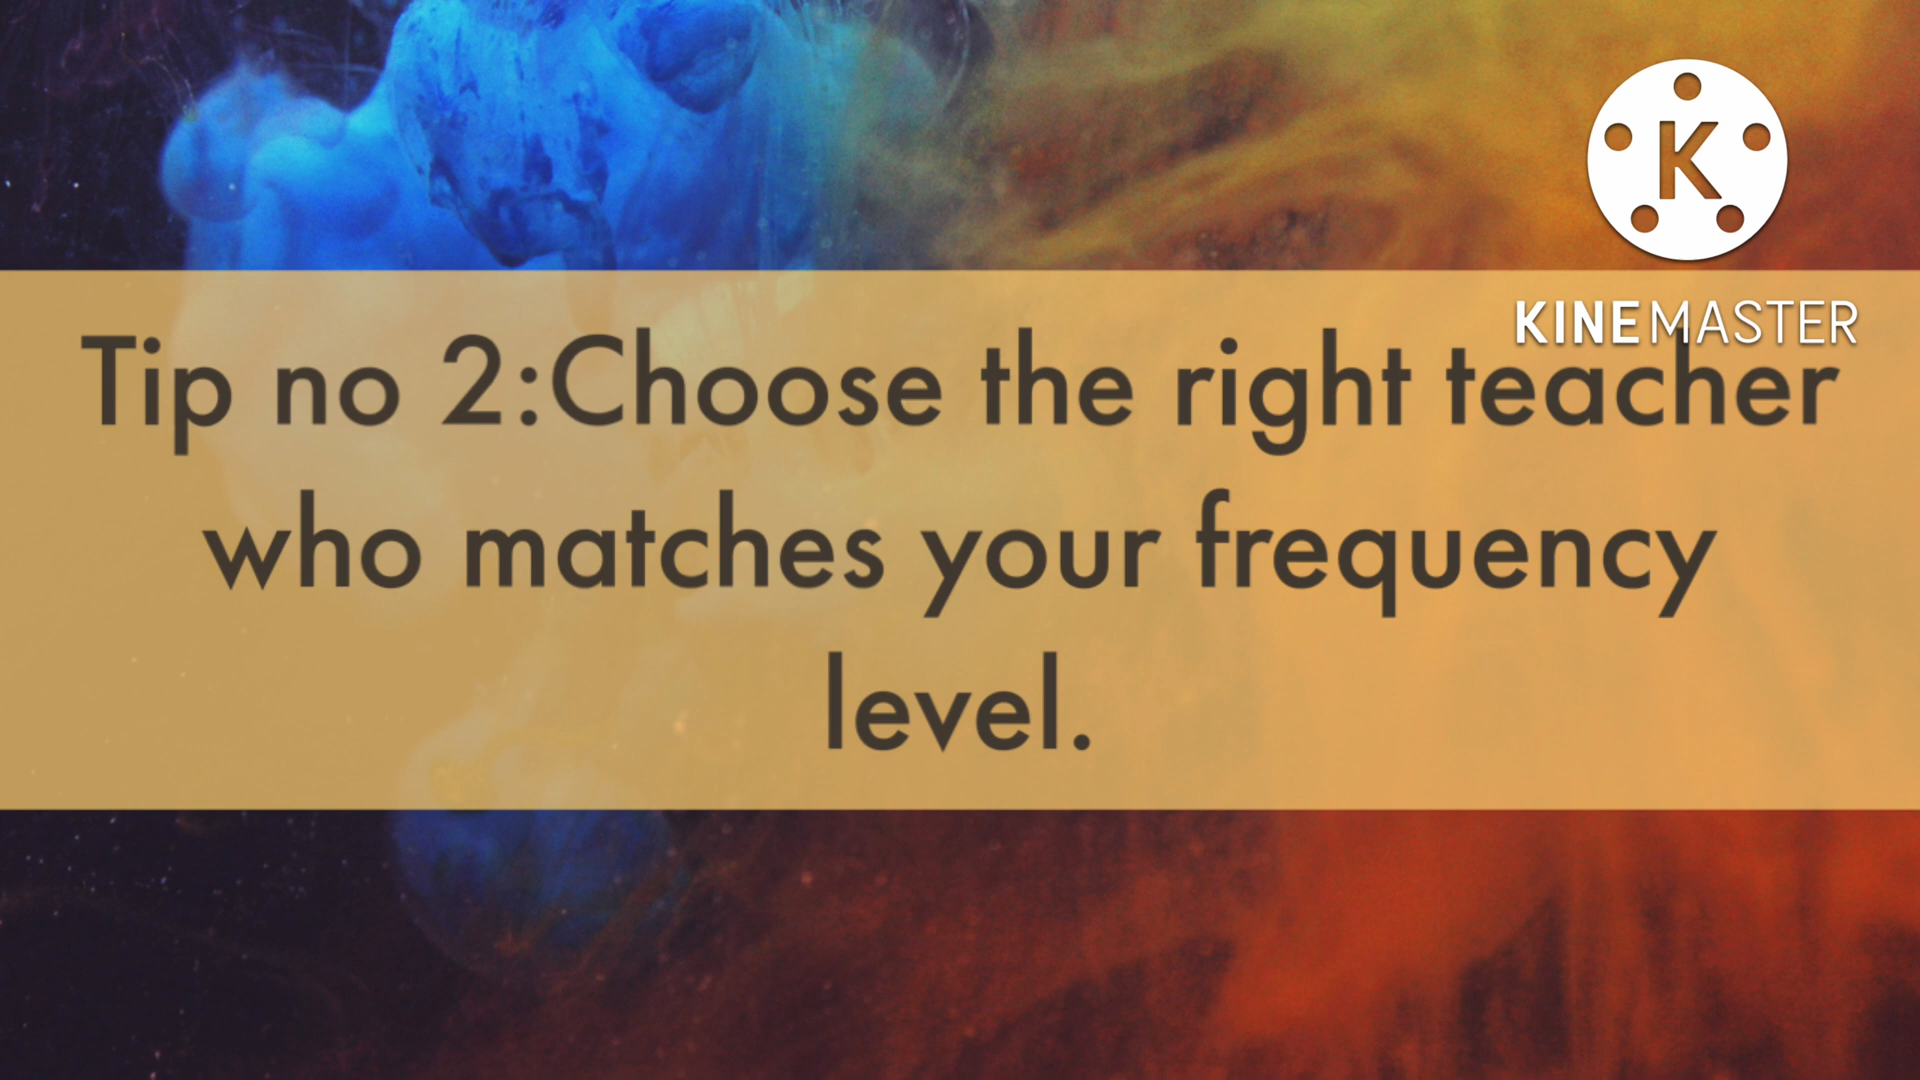 K
KINEMASTER
Tip no 2:Choose the right teacher
who matches your frequency
level.